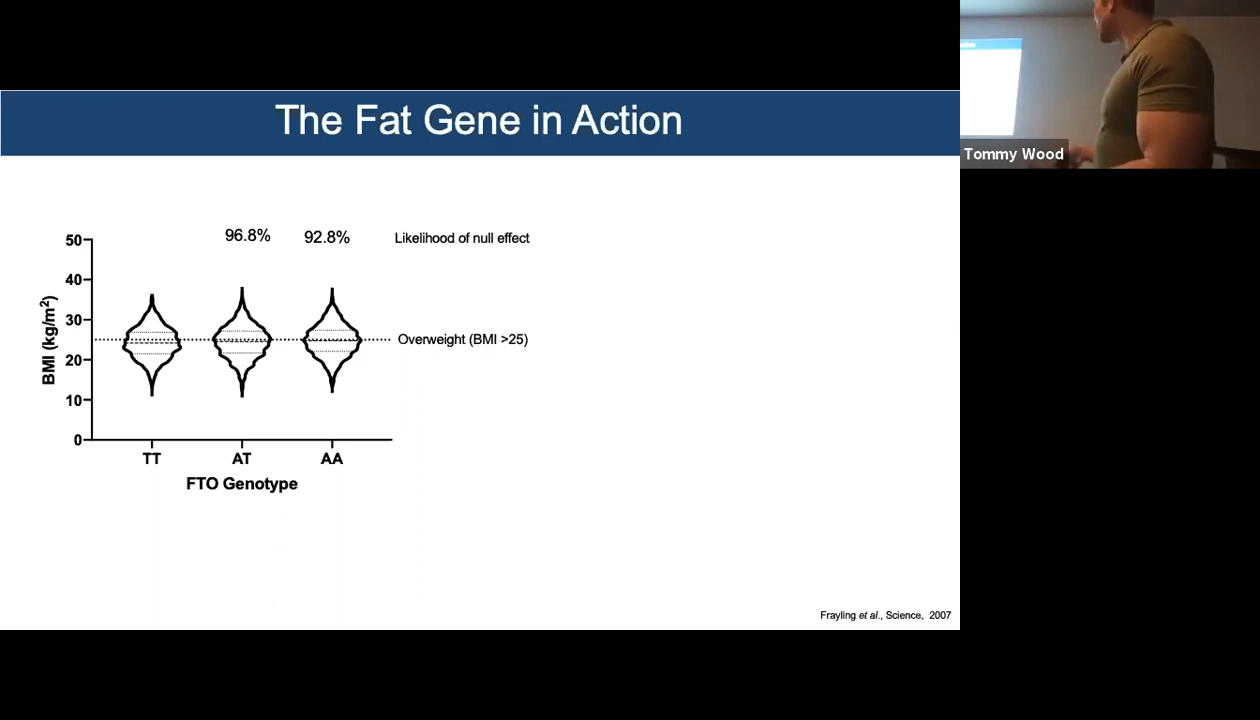 The Fat Gene in Action
Tommy Wood
96.8%
92.8%
Likelihood of null effect
50
40
30
20
10
0
BMI (kg/m²)
Overweight (BMI >25)
TT
AT
AA
FTO Genotype
Frayling et al., Science, 2007